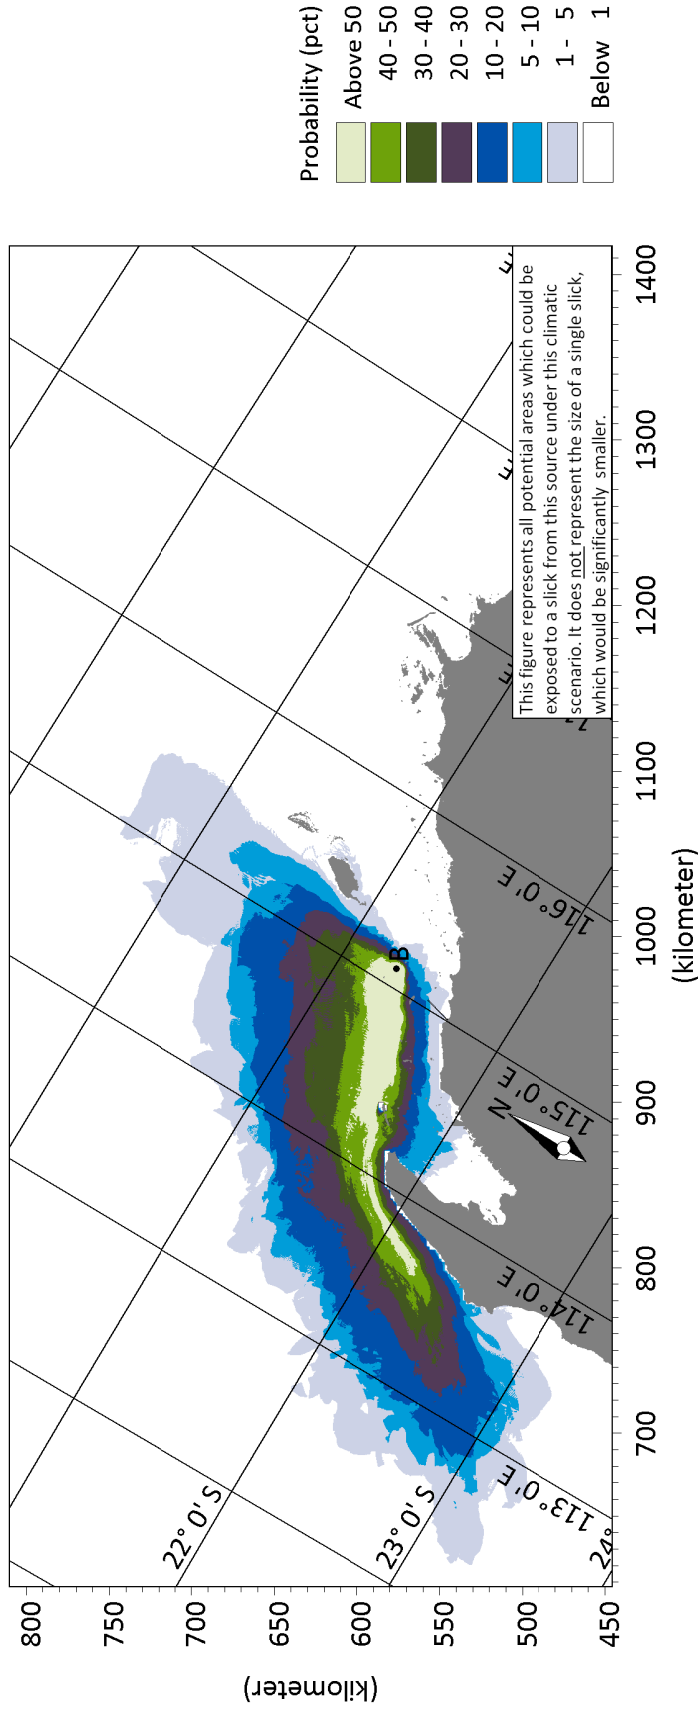 Probability (pct)
Above 50
40 - 50
30 - 40
20 - 30
10 - 20
5 - 10
1 - 5
Below 1
800
750
700
650
600
550
500
450
(kilometer)
22° 0' S
23° 0' S
24°
113° 0' E
114° 0' E
115° 0' E
116° 0' E
E
E
E
E
B
N
This figure represents all potential areas which could be
exposed to a slick from this source under this climatic
scenario. It does not represent the size of a single slick,
which would be significantly smaller.
700
800
900
1000
1100
1200
1300
1400
(kilometer)